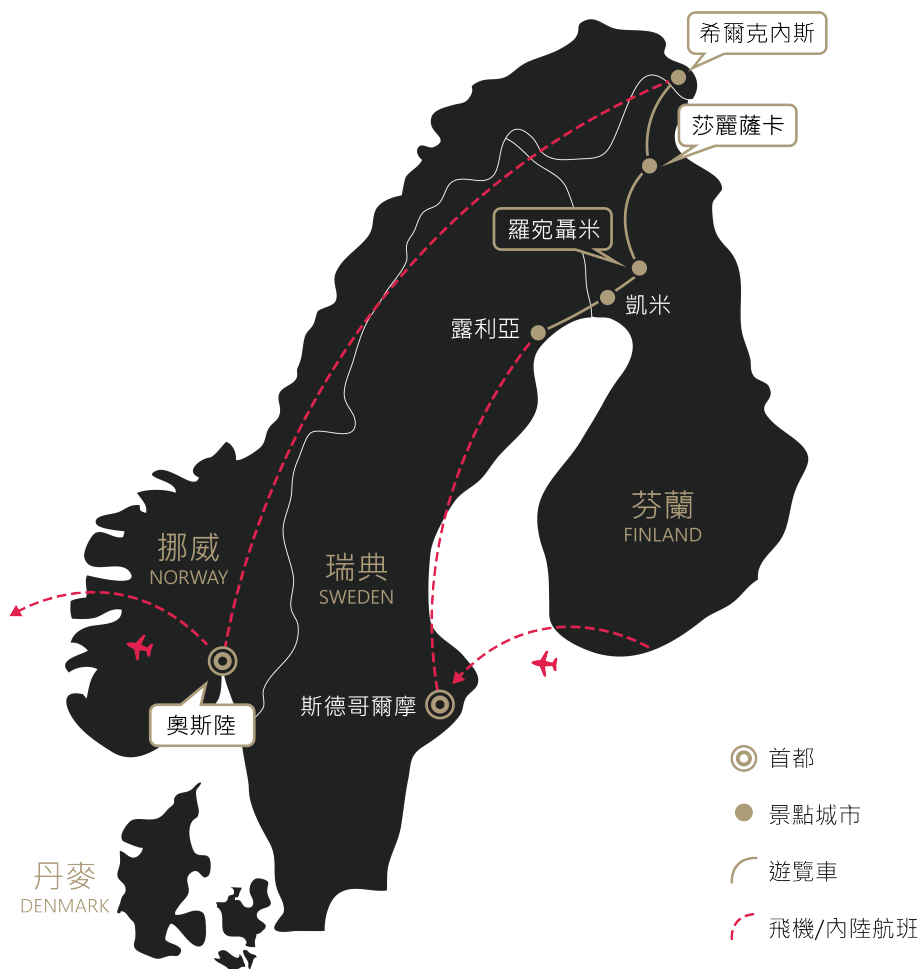 希爾克內斯
莎麗薩卡
羅宛聶米
凱米
露利亞
芬蘭
FINLAND
挪威
NORWAY
瑞典
SWEDEN
斯德哥爾摩
奧斯陸
首都
景點城市
遊覽車
飛機/內陸航班
丹麥
DENMARK